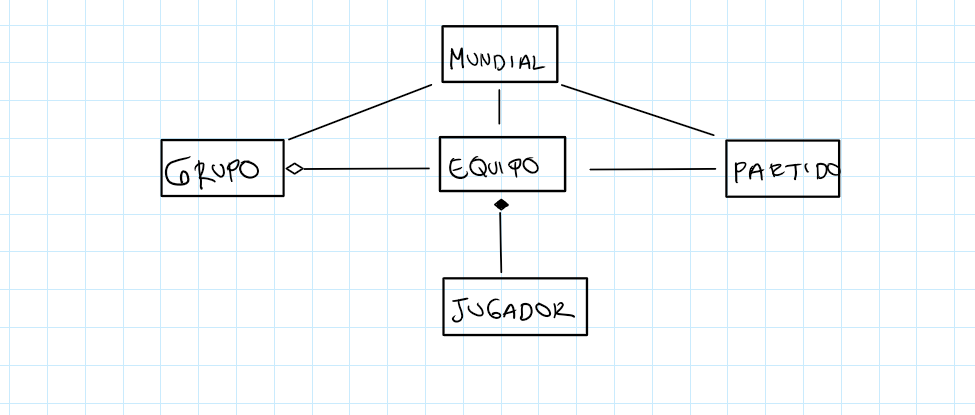 MUNDIAL
GRUPO
EQUIPO
PARTIDO
JUGADOR